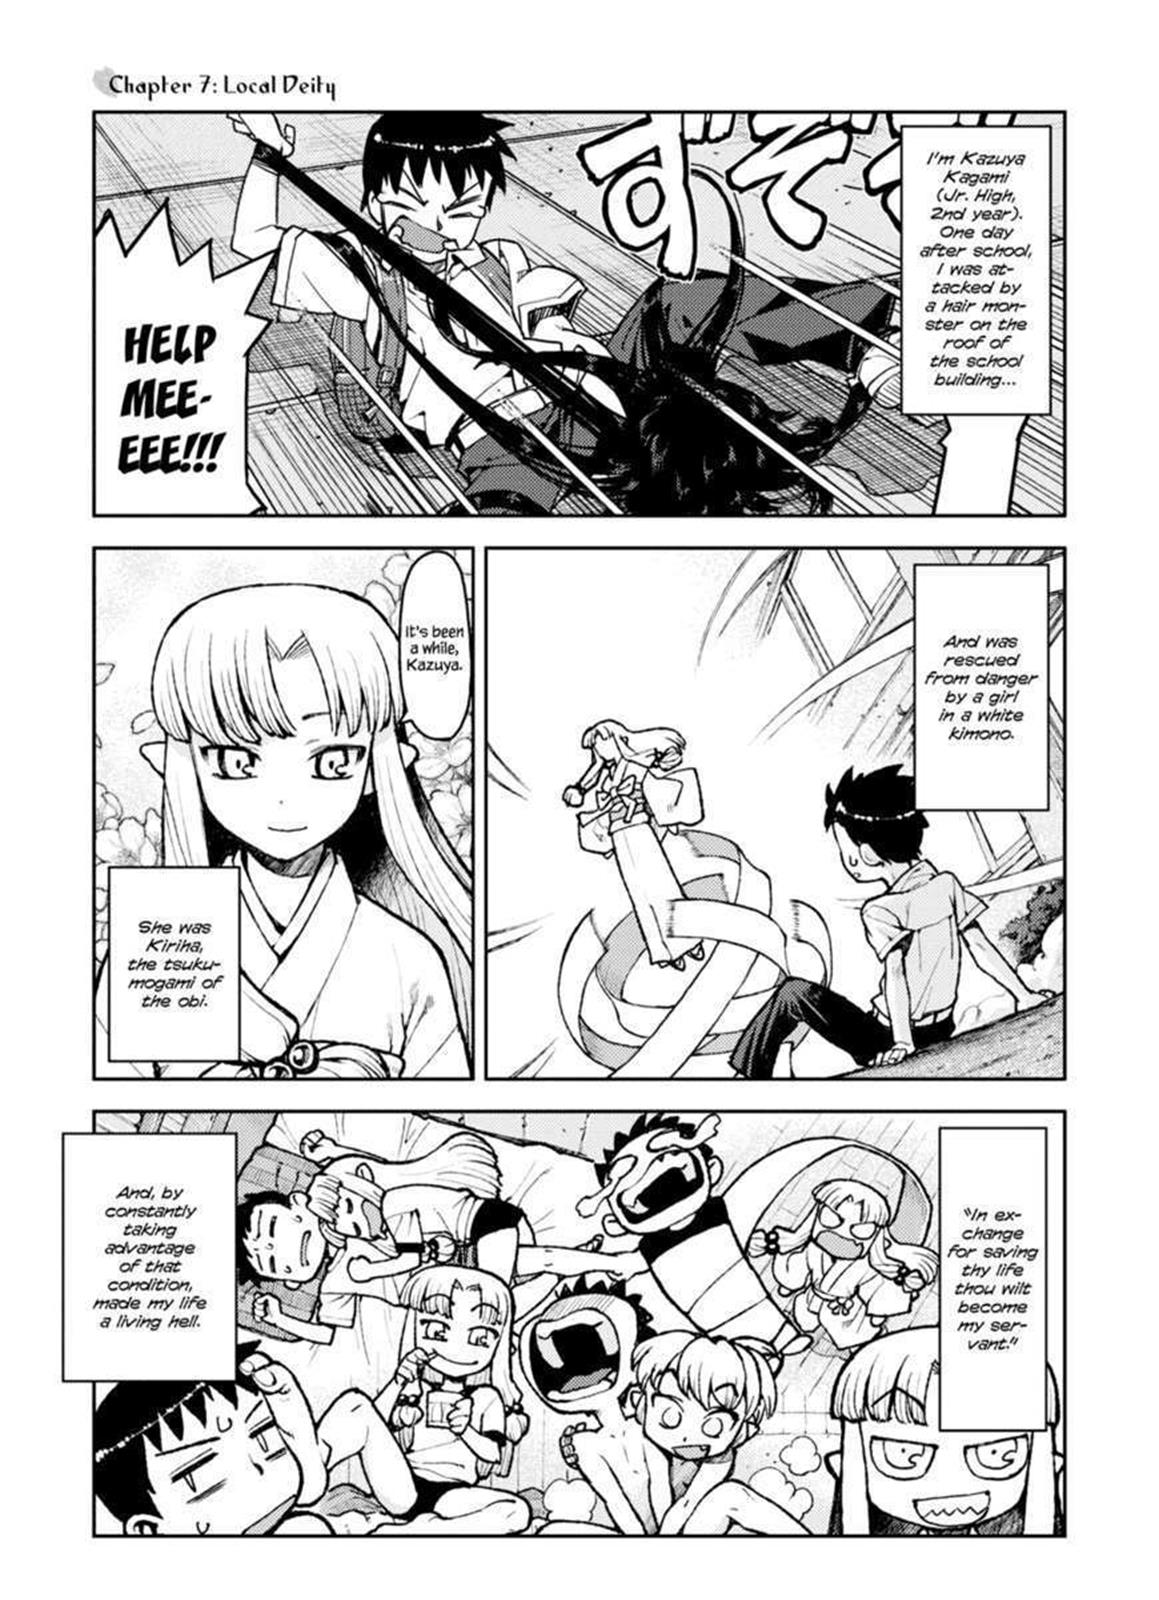 Chapter 7: Local Deity
I'm Kazuya
Kagami
(Jr. High,
2nd year).
One day
after school,
I was at-
tacked by
a hair mon-
ster on the
roof of
the school
building...
HELP
MEE-
EEE!!!
And was
rescued
from danger
by a girl
in a white
kimono.
It's been
a while,
Kazuya.
She was
Kiriha,
the tsuku-
mogami of
the obi.
"In ex-
change
for saving
thy life
thou wilt
become
my ser-
vant."
And, by
constantly
taking
advantage
of that
condition,
made my life
a living hell.